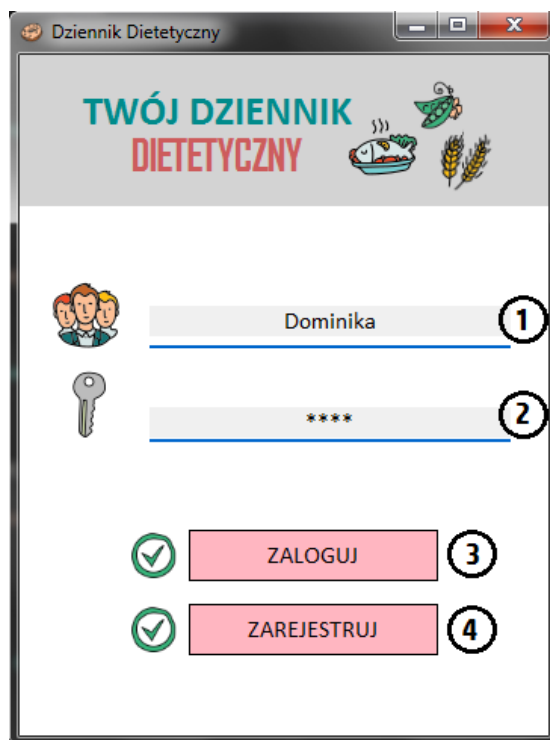 Dziennik Dietetyczny
TWÓJ DZIENNIK
DIETETYCZNY
Dominika
1
****
2
ZALOGUJ
3
ZAREJESTRUJ
4